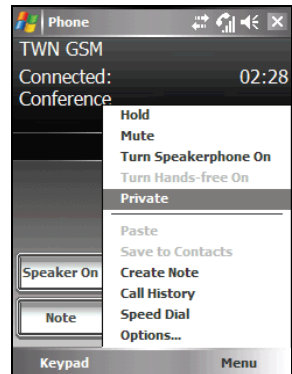 Phone
TWN GSM
Connected: 02:28
Conference
Hold
Mute
Turn Speakerphone On
Turn Hands-free On
Private
Paste
Save to Contacts
Create Note
Call History
Speed Dial
Options...
Speaker On
Note
Keypad Menu